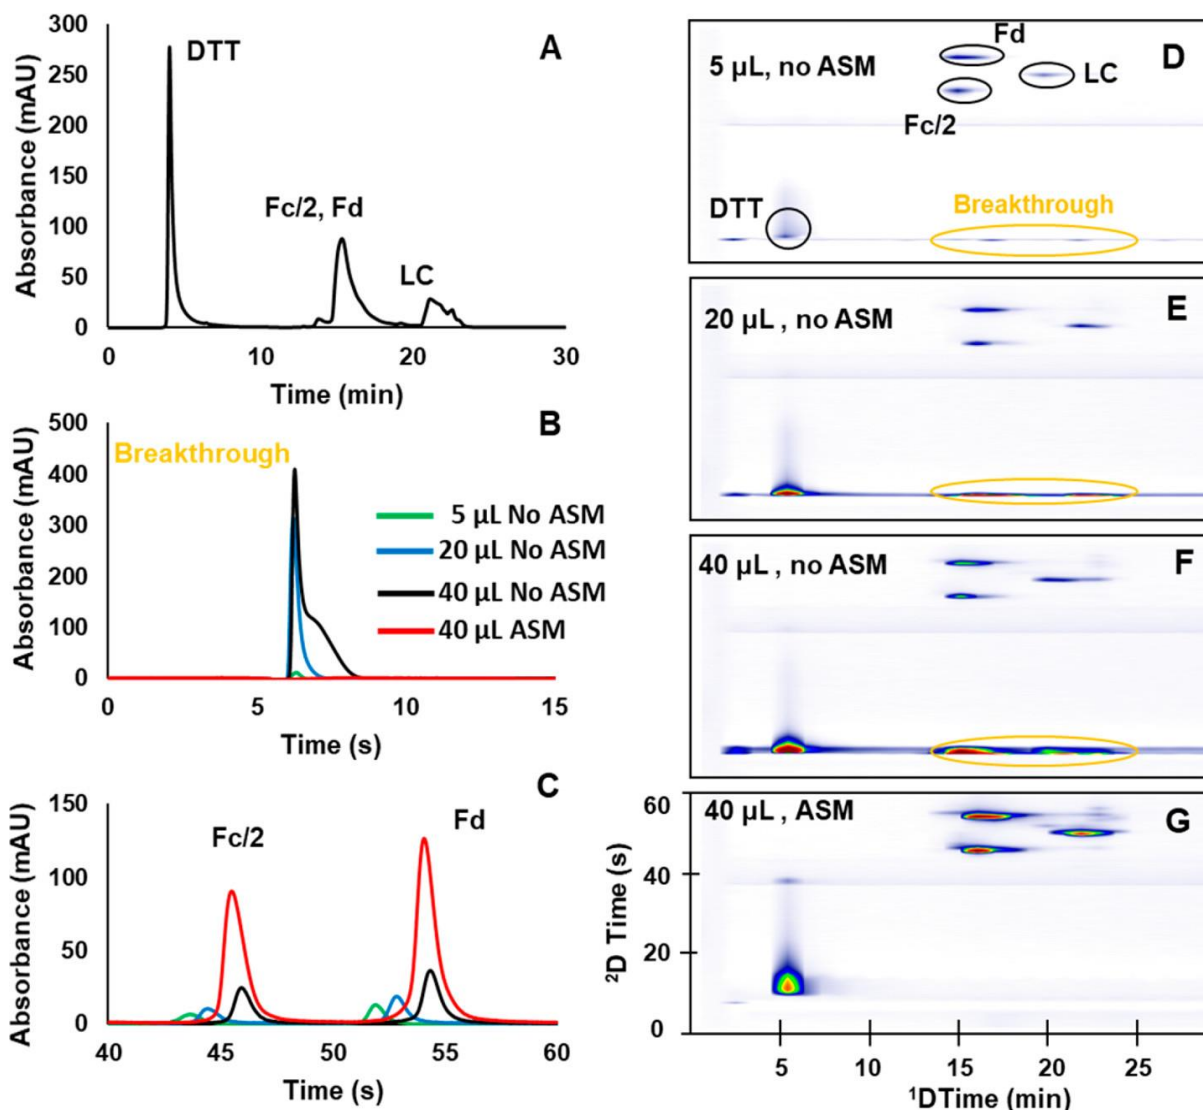 A
300
250
200
150
100
50
0
Absorbance (mAU)
DTT
Fc/2, Fd
LC
0 10 20 30
Time (min)
B
500
400
300
200
100
0
Absorbance (mAU)
Breakthrough
5 µL No ASM
20 µL No ASM
40 µL No ASM
40 µL ASM
0 5 10 15
Time (s)
C
150
100
50
0
Absorbance (mAU)
Fc/2
Fd
40 45 50 55 60
Time (s)
D
5 µL, no ASM
Fd
LC
Fc/2
DTT
Breakthrough
E
20 µL , no ASM
F
40 µL , no ASM
G
40 µL , ASM
60
40
20
0
²D Time (s)
5 10 15 20 25
¹DTime (min)